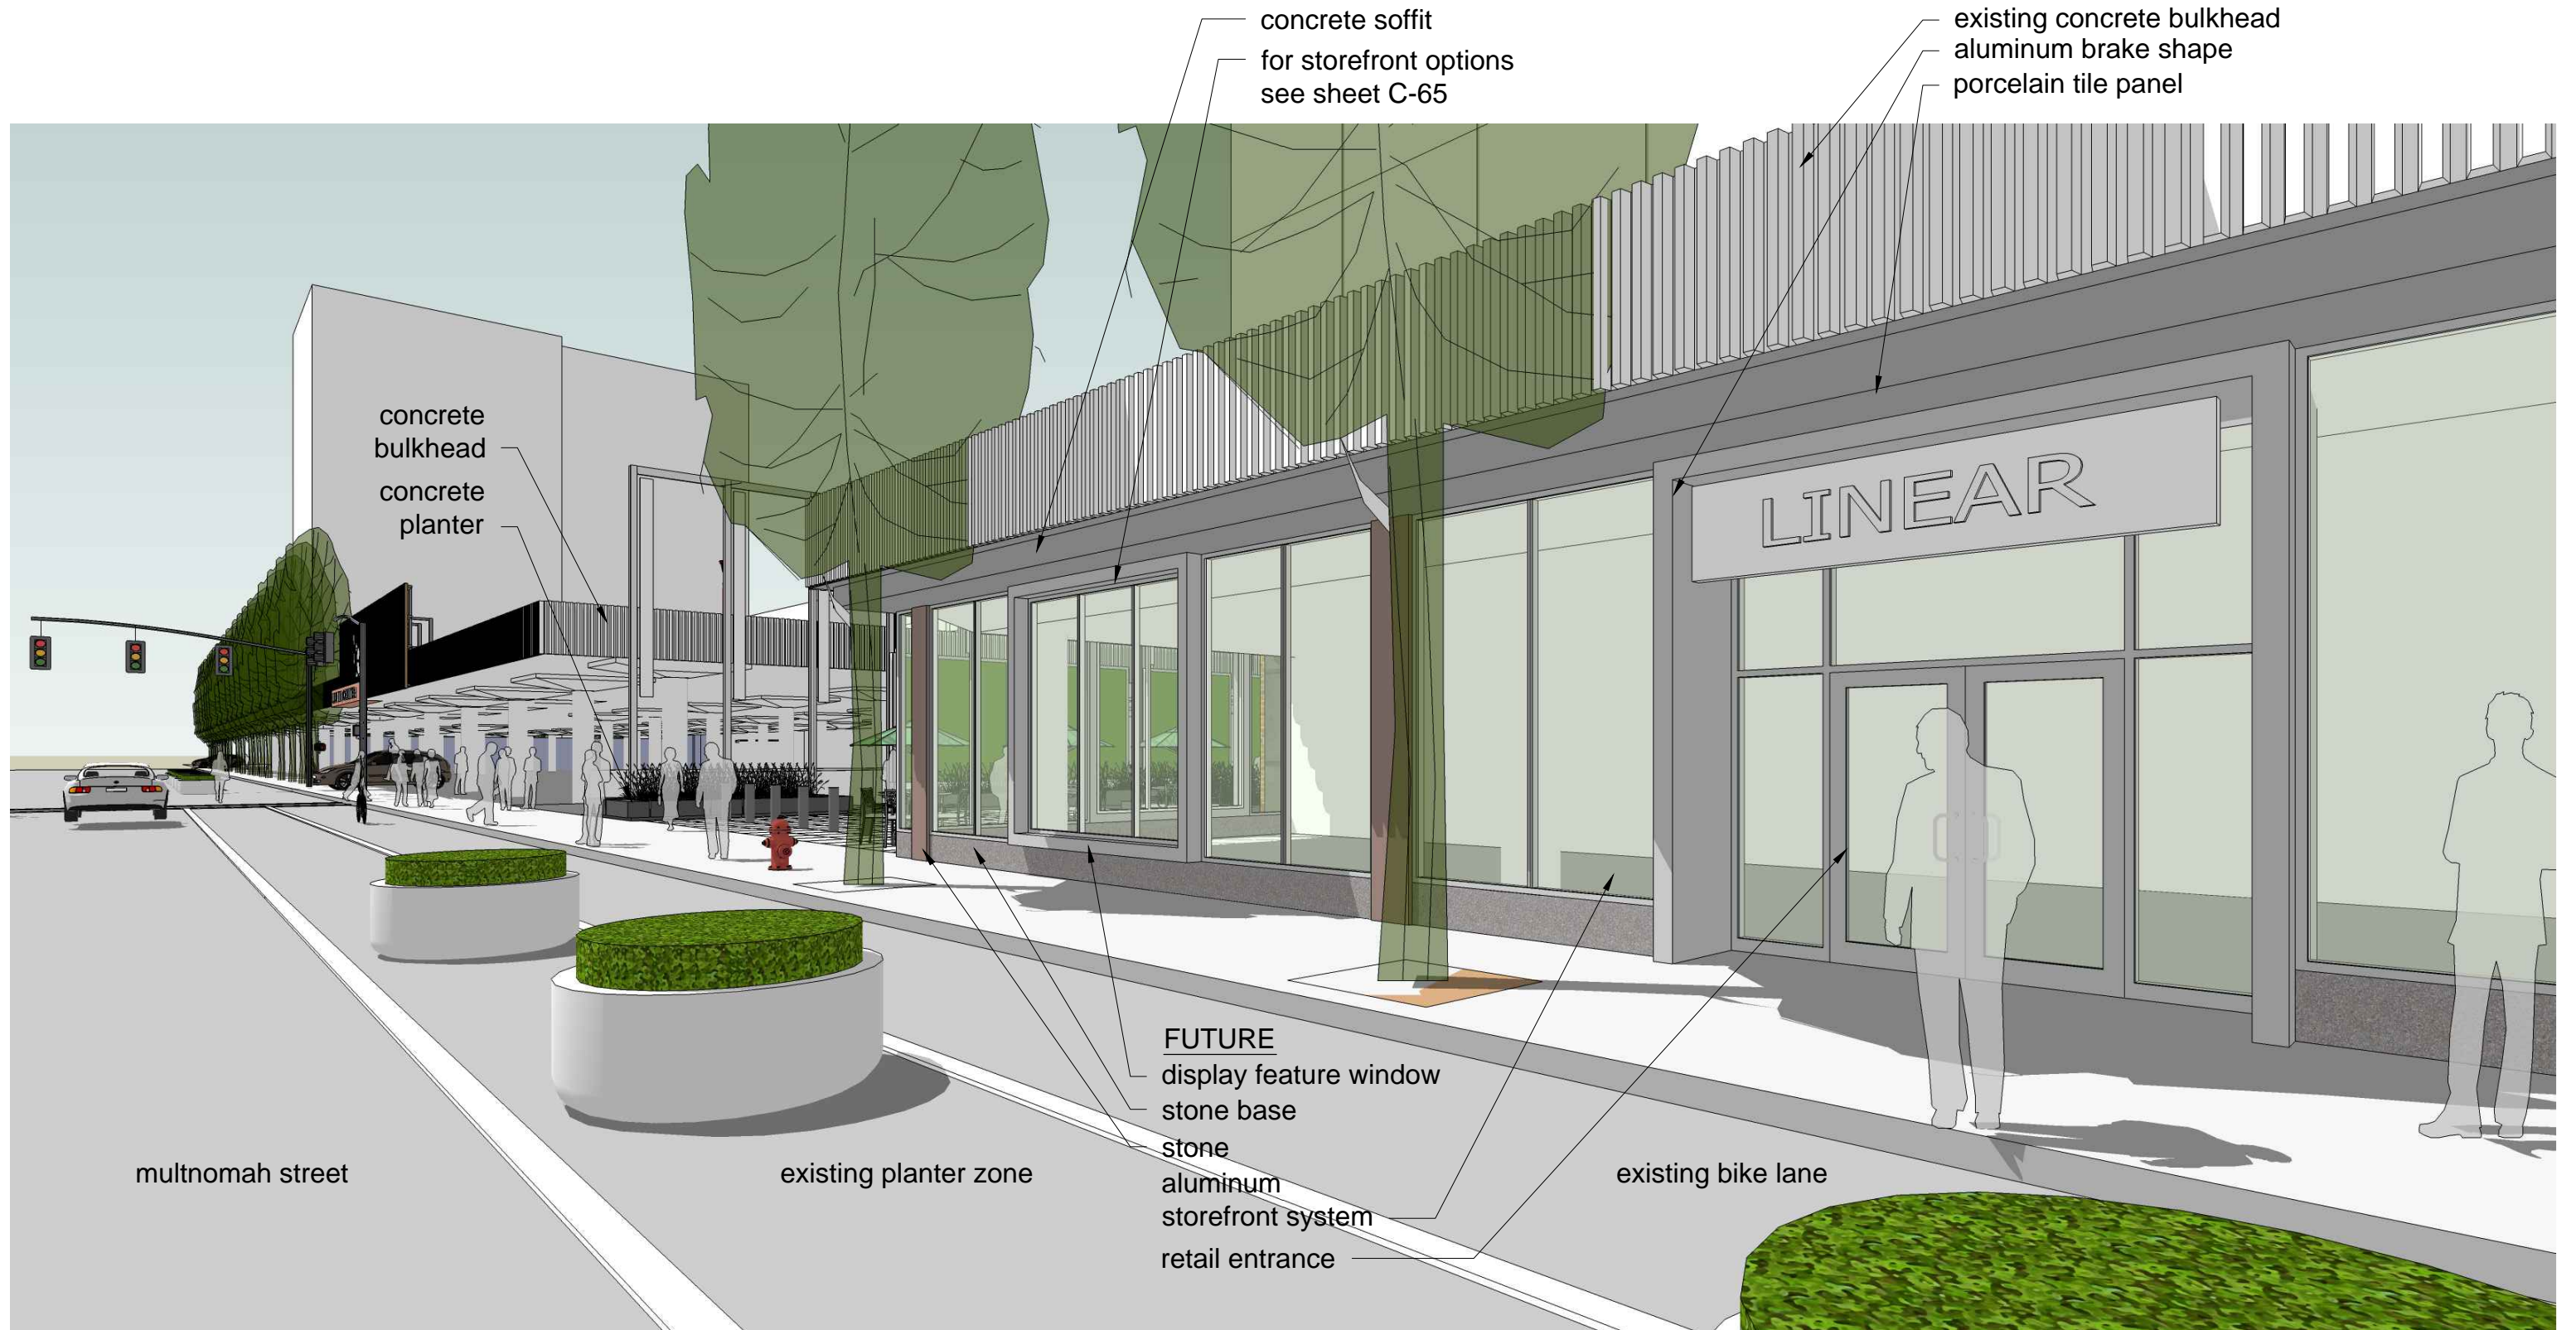 concrete soffit
for storefront options
see sheet C-65
existing concrete bulkhead
aluminum brake shape
porcelain tile panel
concrete
bulkhead
concrete
planter
LINEAR
FUTURE
display feature window
stone base
stone
aluminum
storefront system
retail entrance
multnomah street
existing planter zone
existing bike lane